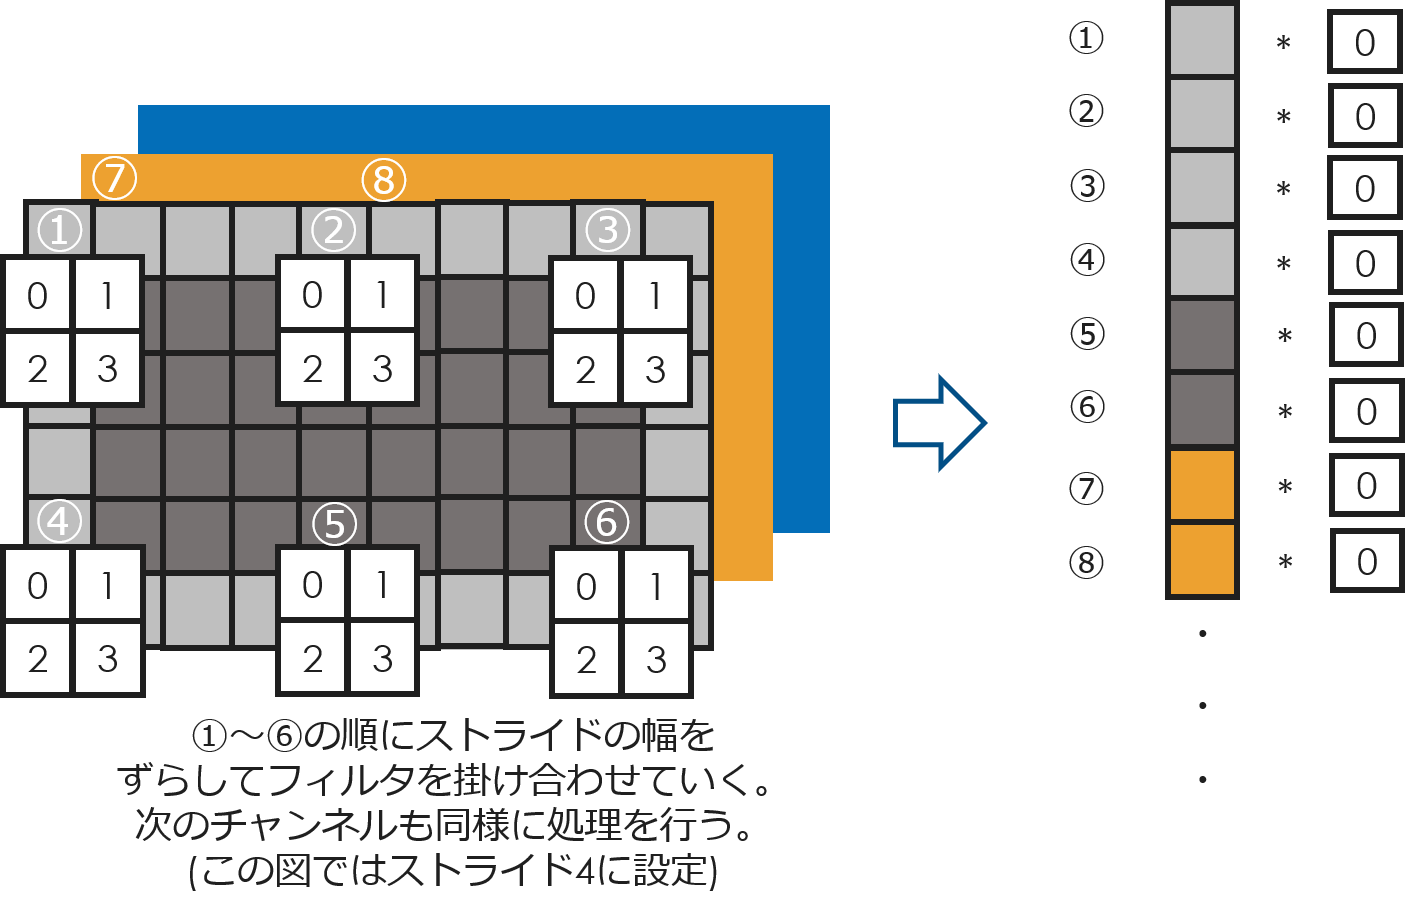 ⑦ ⑧
① ② ③
0 1 0 1 0 1
2 3 2 3 2 3
④ ⑤ ⑥
0 1 0 1 0 1
2 3 2 3 2 3
①～⑥の順にストライドの幅を
ずらしてフィルタを掛け合わせていく。
次のチャンネルも同様に処理を行う。
(この図ではストライド4に設定)
① * 0
② * 0
③ * 0
④ * 0
⑤ * 0
⑥ * 0
⑦ * 0
⑧ * 0
・
・
・